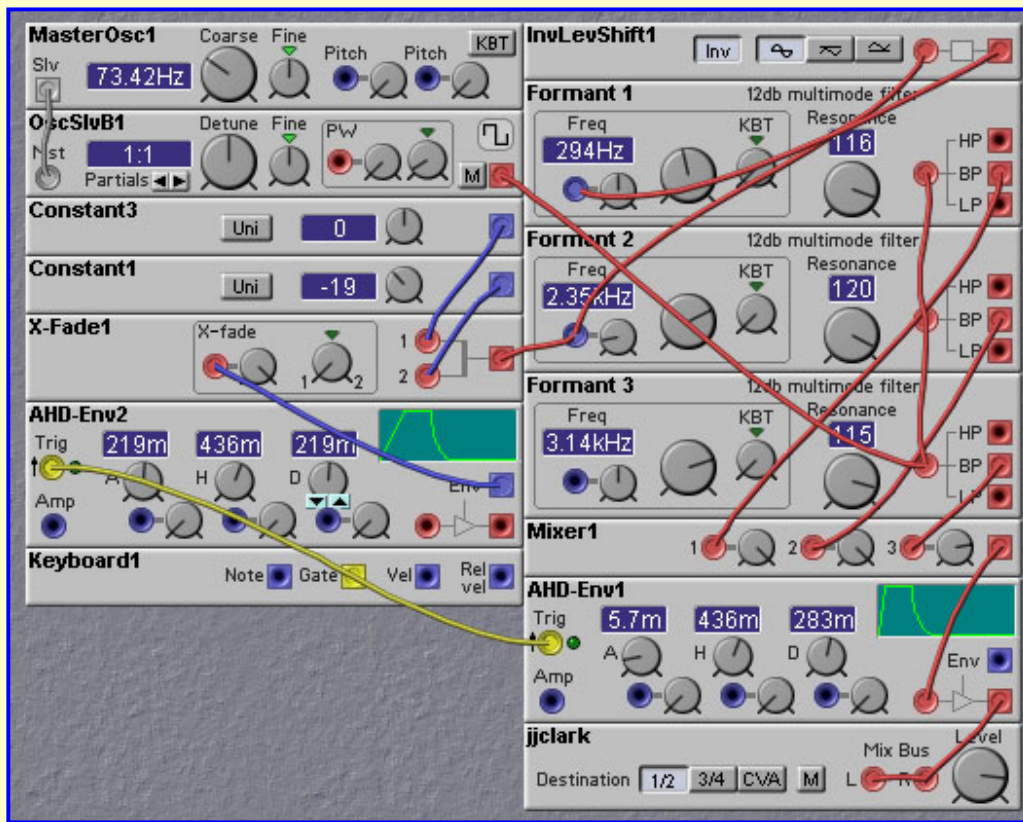 MasterOsc1
Coarse Fine
Slv 73.42Hz Pitch Pitch KBT
OscSlvB1
Detune Fine PW
Mst 1:1
Partials M
Constant3
Uni 0
Constant1
Uni -19
X-Fade1
X-fade
1
2
1 2
AHD-Env2
Trig 219m 436m 219m
A H D
Env
Amp
Keyboard1
Note Gate Vel Rel vel
InvLevShift1
Inv
Formant 1
12db multimode filter
Freq KBT Resonance
294Hz 116
HP
BP
LP
Formant 2
12db multimode filter
Freq KBT Resonance
2.35kHz 120
HP
BP
LP
Formant 3
12db multimode filter
Freq KBT Resonance
3.14kHz 115
HP
BP
LP
Mixer1
1 2 3
AHD-Env1
Trig 5.7m 436m 283m
A H D
Env
Amp
jjclark
Mix Bus Level
Destination 1/2 3/4 CVA M L R